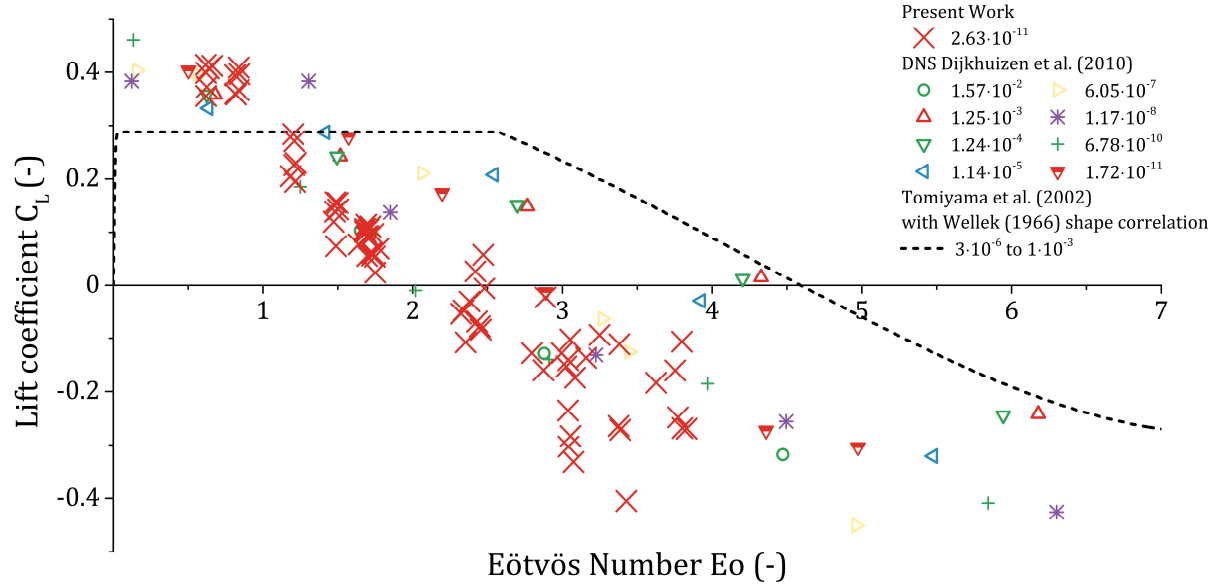 Present Work
2.63·10⁻¹¹
DNS Dijkhuizen et al. (2010)
1.57·10⁻² 6.05·10⁻⁷
1.25·10⁻³ 1.17·10⁻⁸
1.24·10⁻⁴ 6.78·10⁻¹⁰
1.14·10⁻⁵ 1.72·10⁻¹¹
Tomiyama et al. (2002)
with Wellek (1966) shape correlation
3·10⁻⁶ to 1·10⁻³
Lift coefficient C_L (-)
0.4
0.2
0
-0.2
-0.4
1 2 3 4 5 6 7
Eötvös Number Eo (-)